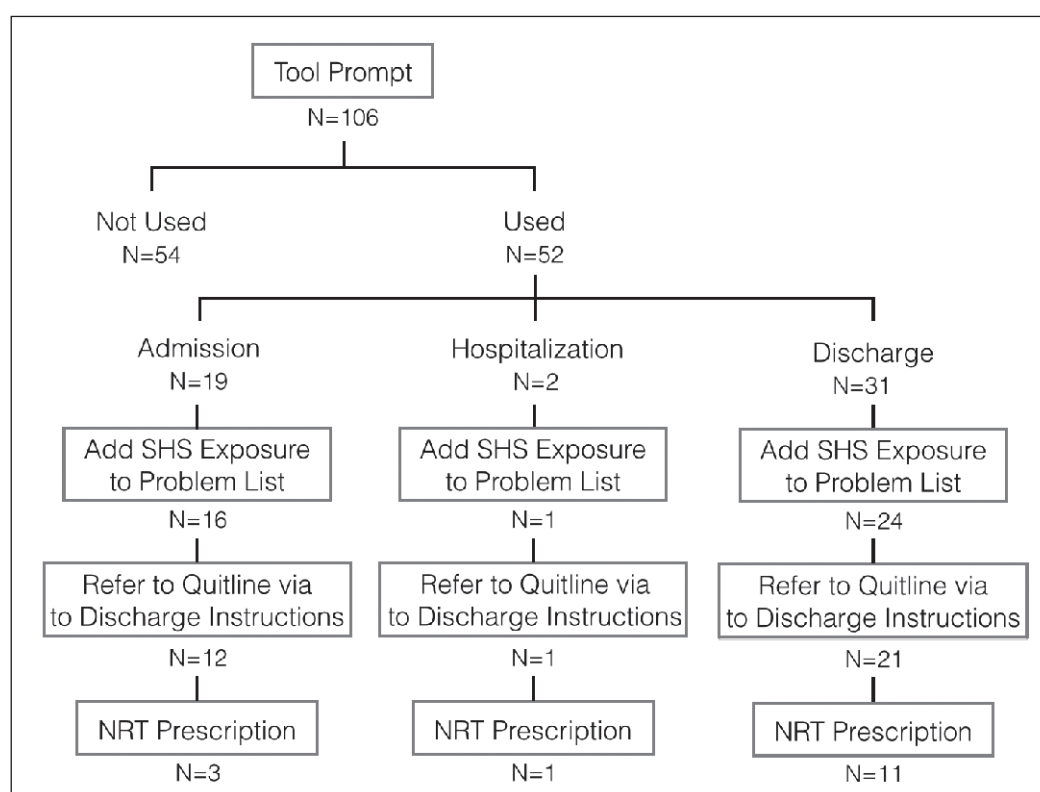 Tool Prompt
N=106
Not Used
N=54
Used
N=52
Admission
N=19
Hospitalization
N=2
Discharge
N=31
Add SHS Exposure
to Problem List
N=16
Add SHS Exposure
to Problem List
N=1
Add SHS Exposure
to Problem List
N=24
Refer to Quitline via
to Discharge Instructions
N=12
Refer to Quitline via
to Discharge Instructions
N=1
Refer to Quitline via
to Discharge Instructions
N=21
NRT Prescription
N=3
NRT Prescription
N=1
NRT Prescription
N=11